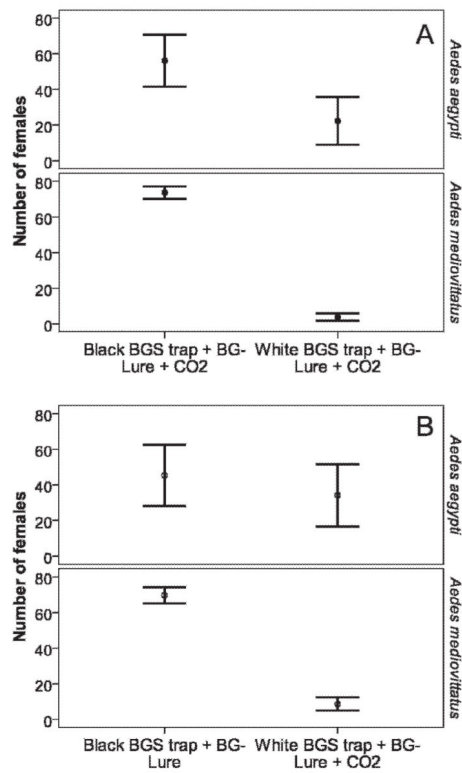 A
80
60
40
20
0
Aedes aegypti
Number of females
80
60
40
20
0
Aedes mediovittatus
Black BGS trap + BG-
Lure + CO2
White BGS trap + BG-
Lure + CO2
B
80
60
40
20
0
Aedes aegypti
Number of females
80
60
40
20
0
Aedes mediovittatus
Black BGS trap + BG-
Lure
White BGS trap + BG-
Lure + CO2